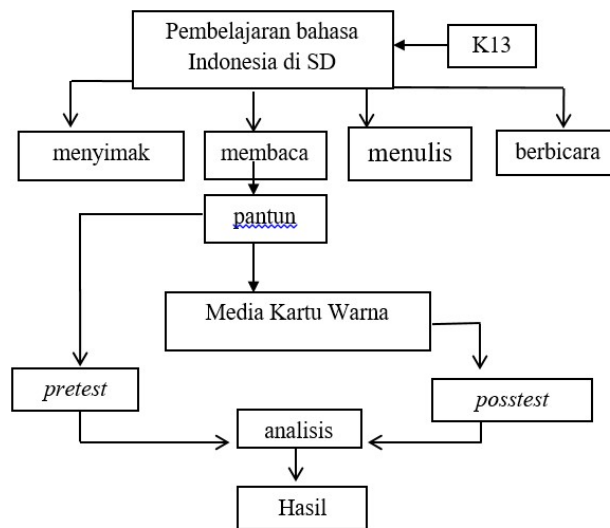 Pembelajaran bahasa
Indonesia di SD
K13
menyimak
membaca
menulis
berbicara
pantun
Media Kartu Warna
pretest
posstest
analisis
Hasil